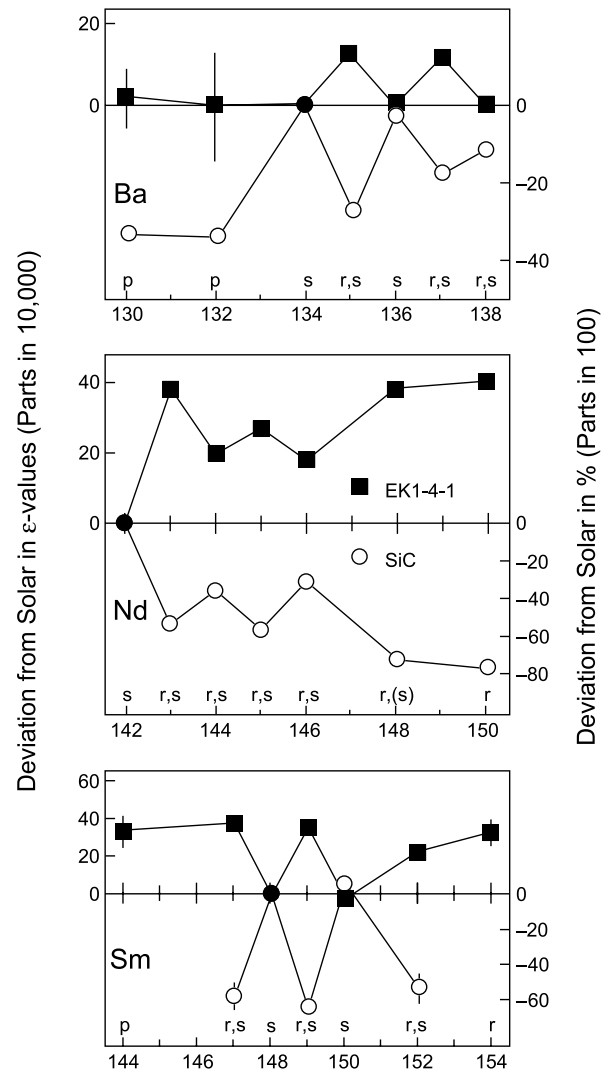 Deviation from Solar in ε-values (Parts in 10,000)
20
0
0
−20
−40
Ba
p p s r,s s r,s r,s
130 132 134 136 138
40
20
0
0
−20
−40
−60
−80
EK1-4-1
SiC
Nd
s r,s r,s r,s r,s r,(s) r
142 144 146 148 150
60
40
20
0
0
−20
−40
−60
Sm
p r,s s r,s s r,s r
144 146 148 150 152 154
Deviation from Solar in % (Parts in 100)